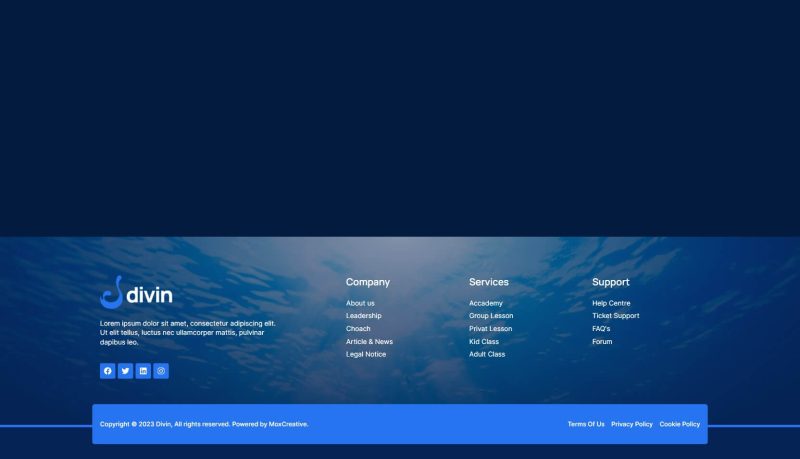 divin
Lorem ipsum dolor sit amet, consectetur adipiscing elit.
Ut elit tellus, luctus nec ullamcorper mattis, pulvinar
dapibus leo.
Company
About us
Leadership
Choach
Article & News
Legal Notice
Services
Accademy
Group Lesson
Privat Lesson
Kid Class
Adult Class
Support
Help Centre
Ticket Support
FAQ's
Forum
Copyright © 2023 Divin, All rights reserved. Powered by MoxCreative.
Terms Of Us Privacy Policy Cookie Policy